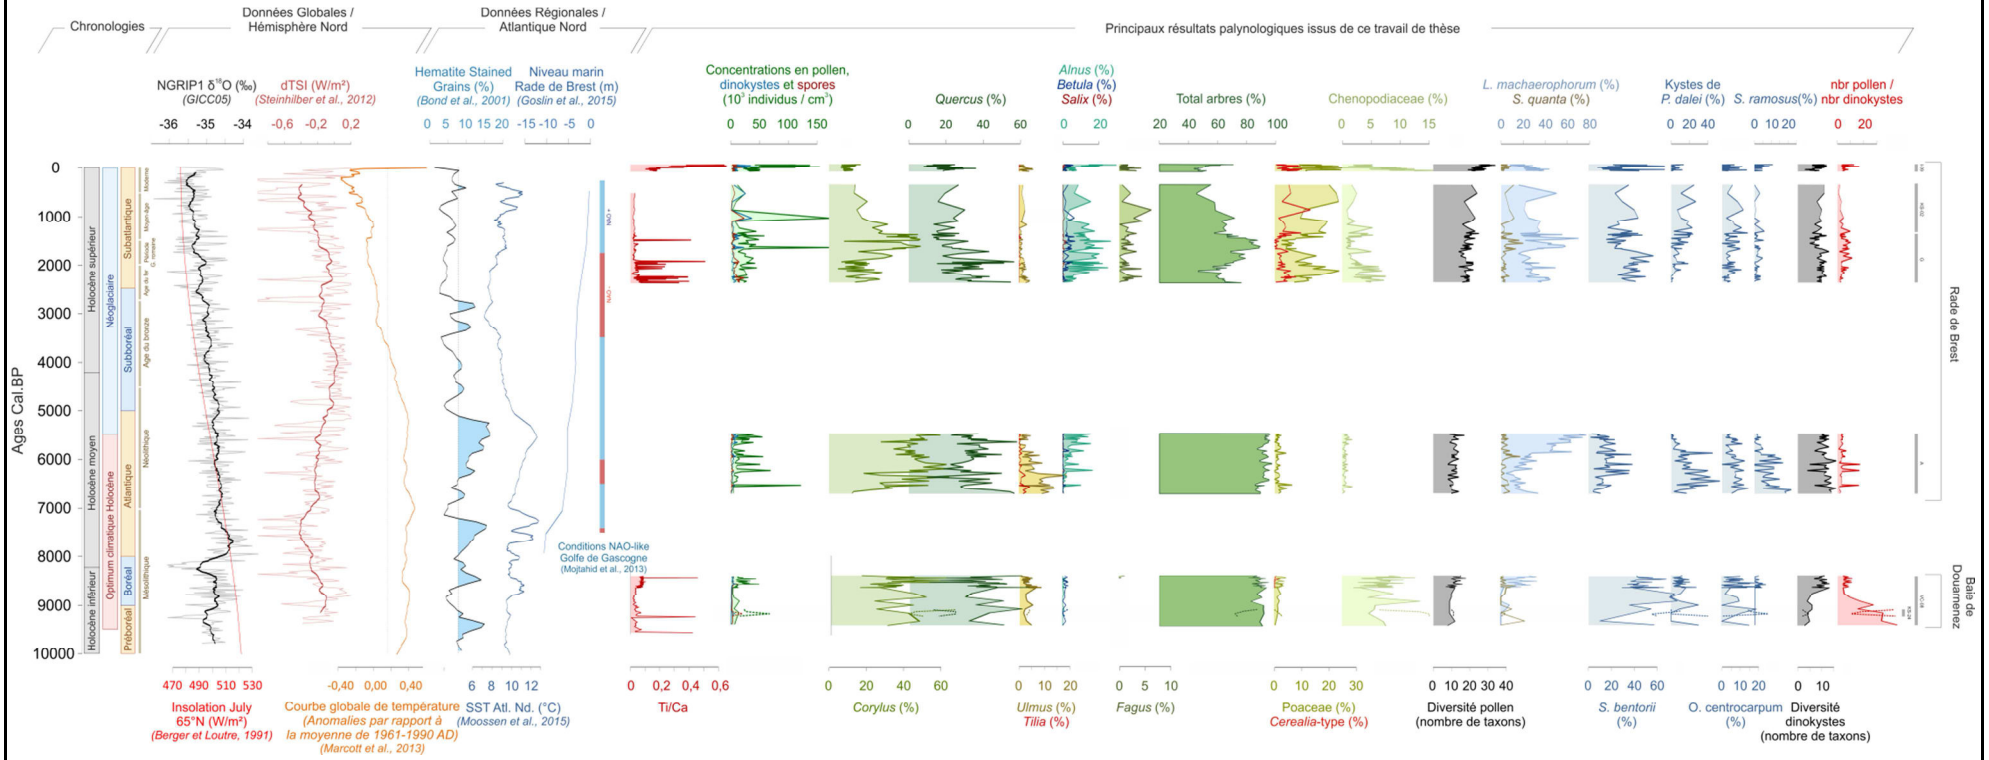 Chronologies
Données Globales /
Hémisphère Nord
Données Régionales /
Atlantique Nord
Principaux résultats palynologiques issus de ce travail de thèse
NGRIP1 δ18O (‰)
(GICC05)
-36 -35 -34
dTSI (W/m²)
(Steinhilber et al., 2012)
-0,6 -0,2 0,2
Hematite Stained
Grains (%)
(Bond et al., 2001)
0 5 10 15 20
Niveau marin
Rade de Brest (m)
(Goslin et al., 2015)
-15 -10 -5 0
Concentrations en pollen,
dinokystes et spores
(10³ individus / cm³)
0 50 100 150
Quercus (%)
0 20 40 60
Alnus (%)
Betula (%)
Salix (%)
0 20
Total arbres (%)
20 40 60 80 100
Chenopodiaceae (%)
0 5 10 15
L. machaerophorum (%)
S. quanta (%)
0 20 40 60 80
Kystes de
P. dalei (%)
0 20 40
S. ramosus(%)
0 10 20
nbr pollen /
nbr dinokystes
0 20
Ages Cal.BP
0
1000
2000
3000
4000
5000
6000
7000
8000
9000
10000
Holocène supérieur
Holocène moyen
Holocène inférieur
Néoglaciaire
Optimum climatique Holocène
Subatlantique
Subboréal
Atlantique
Boréal
Préboréal
Moderne
Moyen-âge
Age du fer
Age du bronze
Néolithique
Mésolithique
NAO +
NAO -
Conditions NAO-like
Golfe de Gascogne
(Mojtahid et al., 2013)
Rade de Brest
Baie de
Douarnenez
470 490 510 530
Insolation July
65°N (W/m²)
(Berger et Loutre, 1991)
-0,40 0,00 0,40
Courbe globale de température
(Anomalies par rapport à
la moyenne de 1961-1990 AD)
(Marcott et al., 2013)
6 8 10 12
SST Atl. Nd. (°C)
(Moossen et al., 2015)
0 0,2 0,4 0,6
Ti/Ca
0 20 40 60
Corylus (%)
0 10 20
Ulmus (%)
Tilia (%)
0 5 10
Fagus (%)
0 10 20 30
Poaceae (%)
Cerealia-type (%)
0 10 20 30 40
Diversité pollen
(nombre de taxons)
0 20 40 60
S. bentorii
(%)
0 10 20
O. centrocarpum
(%)
0 10
Diversité
dinokystes
(nombre de taxons)